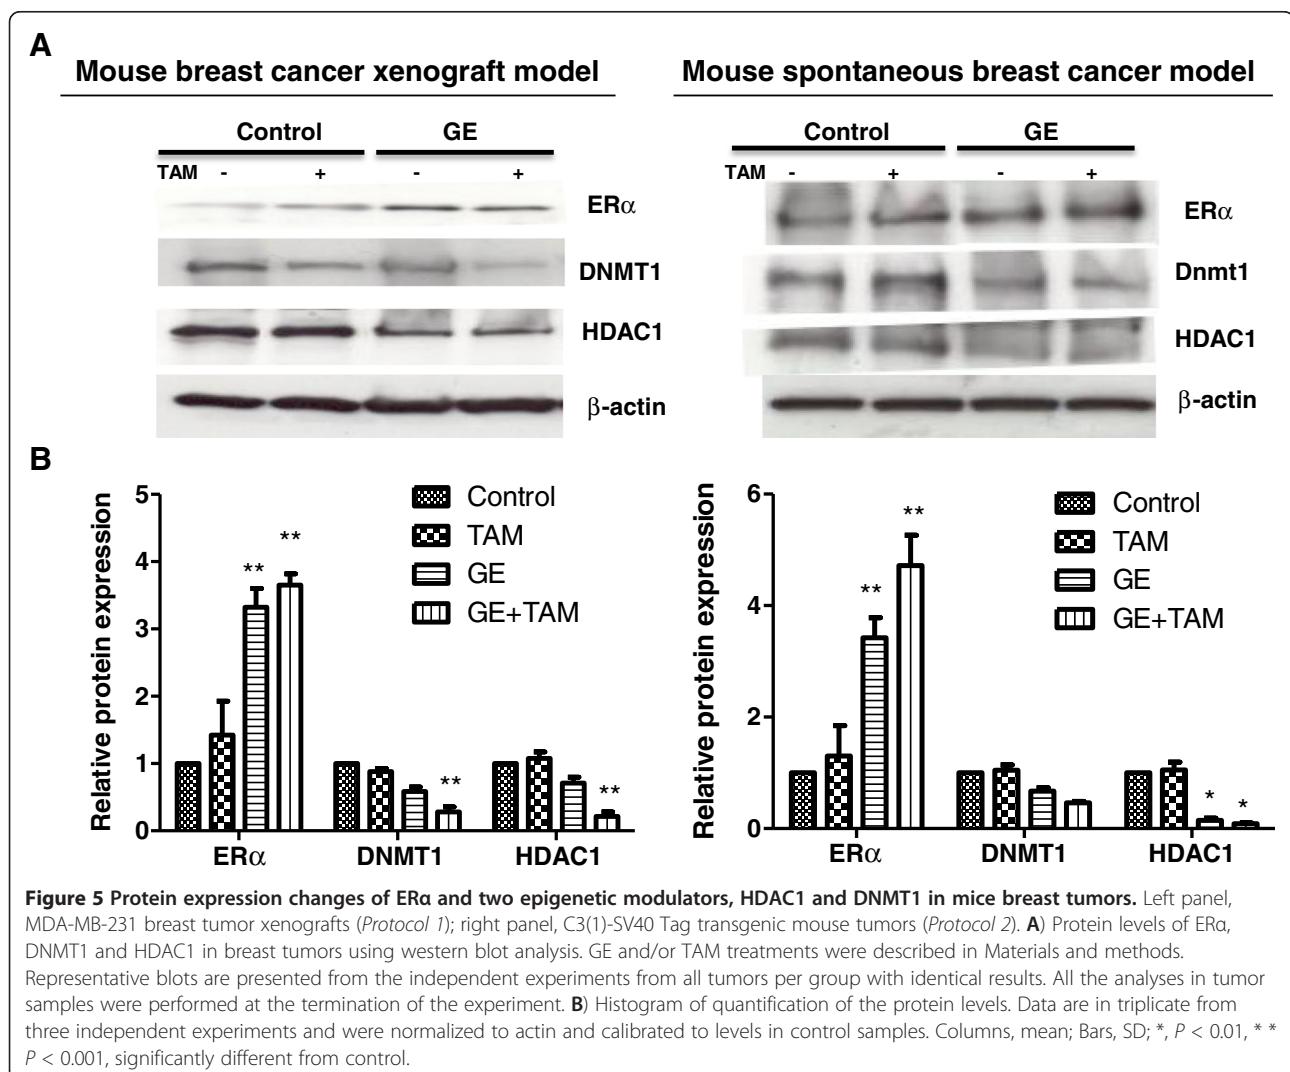 A
Mouse breast cancer xenograft model
Control GE
TAM - + - +
ERα
DNMT1
HDAC1
β-actin
Mouse spontaneous breast cancer model
Control GE
TAM - + - +
ERα
Dnmt1
HDAC1
β-actin
B
Relative protein expression
5
4
3
2
1
0
Control
TAM
GE
GE+TAM
** ** ** **
ERα DNMT1 HDAC1
Relative protein expression
6
4
2
0
Control
TAM
GE
GE+TAM
** ** * *
ERα DNMT1 HDAC1
Figure 5 Protein expression changes of ERα and two epigenetic modulators, HDAC1 and DNMT1 in mice breast tumors. Left panel,
MDA-MB-231 breast tumor xenografts (Protocol 1); right panel, C3(1)-SV40 Tag transgenic mouse tumors (Protocol 2). A) Protein levels of ERα,
DNMT1 and HDAC1 in breast tumors using western blot analysis. GE and/or TAM treatments were described in Materials and methods.
Representative blots are presented from the independent experiments from all tumors per group with identical results. All the analyses in tumor
samples were performed at the termination of the experiment. B) Histogram of quantification of the protein levels. Data are in triplicate from
three independent experiments and were normalized to actin and calibrated to levels in control samples. Columns, mean; Bars, SD; *, P < 0.01, * *
P < 0.001, significantly different from control.